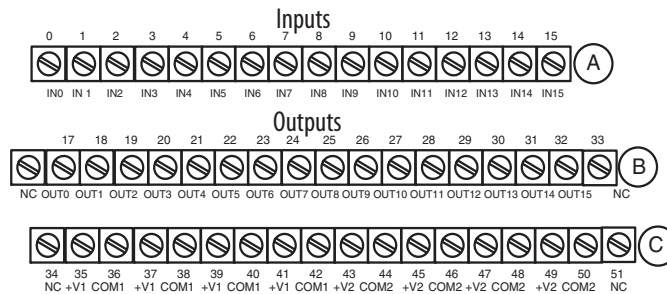 Inputs
0 1 2 3 4 5 6 7 8 9 10 11 12 13 14 15
A
IN0 IN 1 IN2 IN3 IN4 IN5 IN6 IN7 IN8 IN9 IN10 IN11 IN12 IN13 IN14 IN15
Outputs
17 18 19 20 21 22 23 24 25 26 27 28 29 30 31 32 33
B
NC OUT0 OUT1 OUT2 OUT3 OUT4 OUT5 OUT6 OUT7 OUT8 OUT9 OUT10 OUT11 OUT12 OUT13 OUT14 OUT15 NC
C
34 35 36 37 38 39 40 41 42 43 44 45 46 47 48 49 50 51
NC +V1 COM1 +V1 COM1 +V1 COM1 +V1 COM1 +V2 COM2 +V2 COM2 +V2 COM2 +V2 COM2 NC